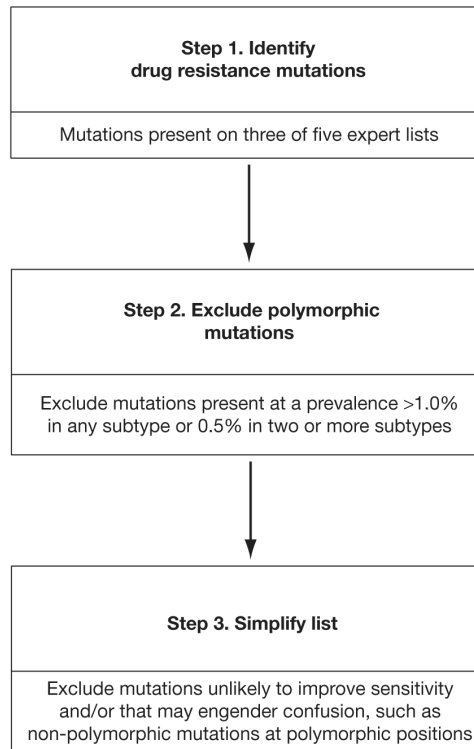 Step 1. Identify
drug resistance mutations
Mutations present on three of five expert lists
Step 2. Exclude polymorphic
mutations
Exclude mutations present at a prevalence >1.0%
in any subtype or 0.5% in two or more subtypes
Step 3. Simplify list
Exclude mutations unlikely to improve sensitivity
and/or that may engender confusion, such as
non-polymorphic mutations at polymorphic positions